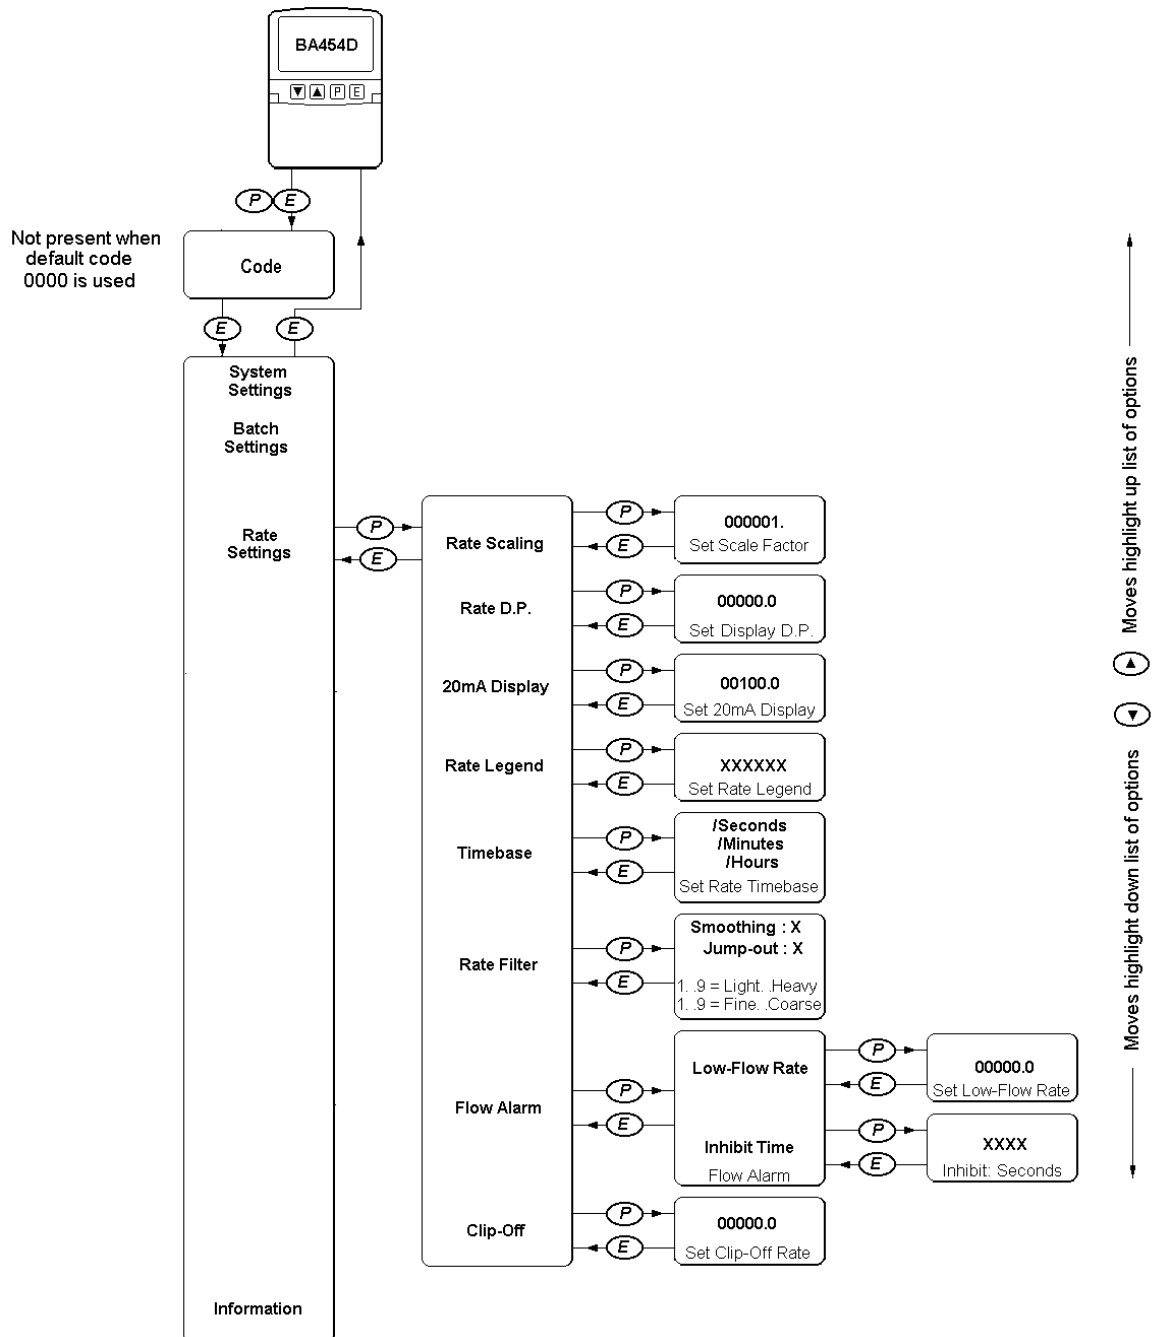 BA454D
P E
P E
Not present when
default code
0000 is used
Code
E E
System
Settings
Batch
Settings
Rate
Settings
P
E
Rate Scaling
P
E
000001.
Set Scale Factor
Rate D.P.
P
E
00000.0
Set Display D.P.
20mA Display
P
E
00100.0
Set 20mA Display
Rate Legend
P
E
XXXXXX
Set Rate Legend
Timebase
P
E
/Seconds
/Minutes
/Hours
Set Rate Timebase
Rate Filter
P
E
Smoothing : X
Jump-out : X
1. .9 = Light. .Heavy
1. .9 = Fine. .Coarse
Flow Alarm
P
E
Low-Flow Rate
Inhibit Time
Flow Alarm
P
E
00000.0
Set Low-Flow Rate
P
E
XXXX
Inhibit: Seconds
Clip-Off
P
E
00000.0
Set Clip-Off Rate
Information
Moves highlight up list of options
Moves highlight down list of options